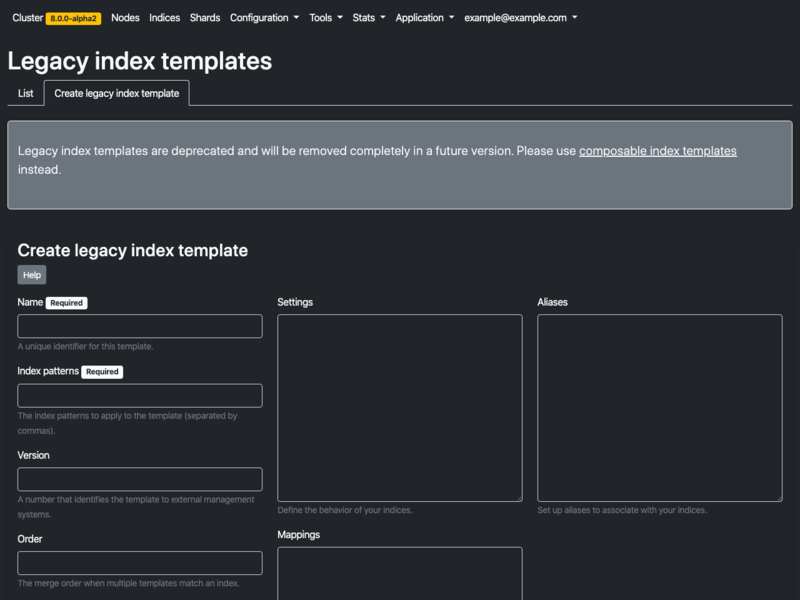 Cluster 8.0.0-alpha2 Nodes Indices Shards Configuration Tools Stats Application example@example.com
Legacy index templates
List Create legacy index template
Legacy index templates are deprecated and will be removed completely in a future version. Please use composable index templates
instead.
Create legacy index template
Help
Name Required
A unique identifier for this template.
Index patterns Required
The index patterns to apply to the template (separated by
commas).
Version
A number that identifies the template to external management
systems.
Order
The merge order when multiple templates match an index.
Settings
Define the behavior of your indices.
Mappings
Aliases
Set up aliases to associate with your indices.